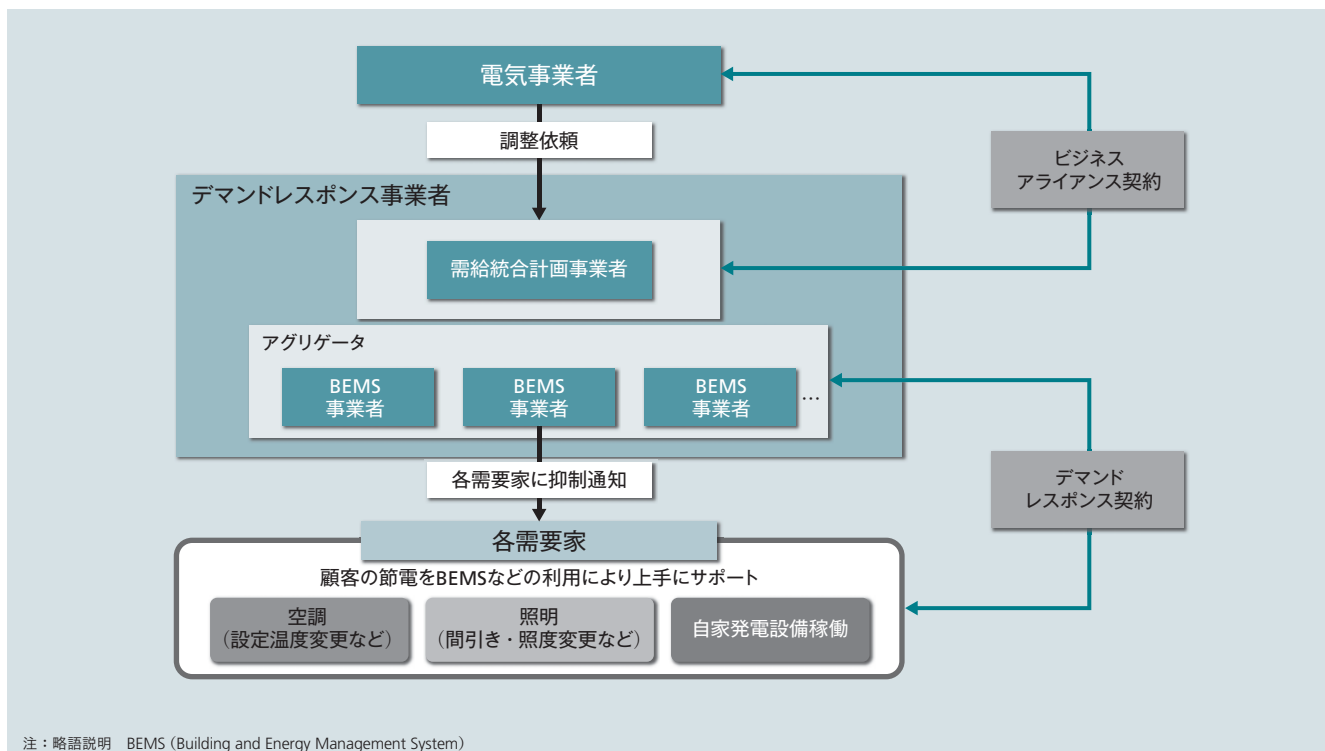 電気事業者
調整依頼
ビジネス
アライアンス契約
デマンドレスポンス事業者
需給統合計画事業者
アグリゲータ
BEMS
事業者
BEMS
事業者
BEMS
事業者
…
各需要家に抑制通知
デマンド
レスポンス契約
各需要家
顧客の節電をBEMSなどの利用により上手にサポート
空調
（設定温度変更など）
照明
（間引き・照度変更など）
自家発電設備稼働
注：略語説明　BEMS（Building and Energy Management System）